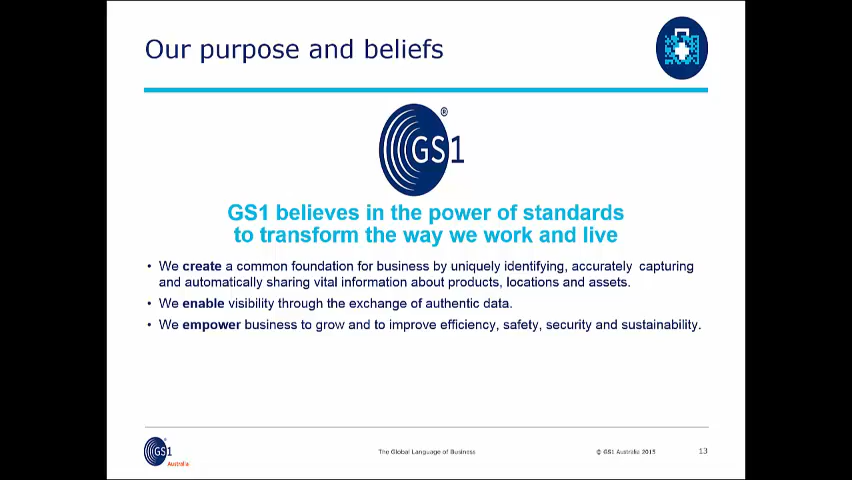 Our purpose and beliefs
GS1
®
GS1 believes in the power of standards
to transform the way we work and live
• We create a common foundation for business by uniquely identifying, accurately capturing
and automatically sharing vital information about products, locations and assets.
• We enable visibility through the exchange of authentic data.
• We empower business to grow and to improve efficiency, safety, security and sustainability.
GS1
Australia
The Global Language of Business
© GS1 Australia 2015
13